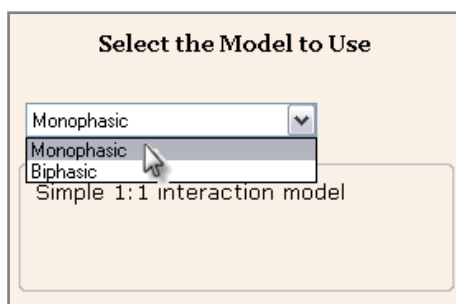 Select the Model to Use
Monophasic
Monophasic
Biphasic
Simple 1:1 interaction model